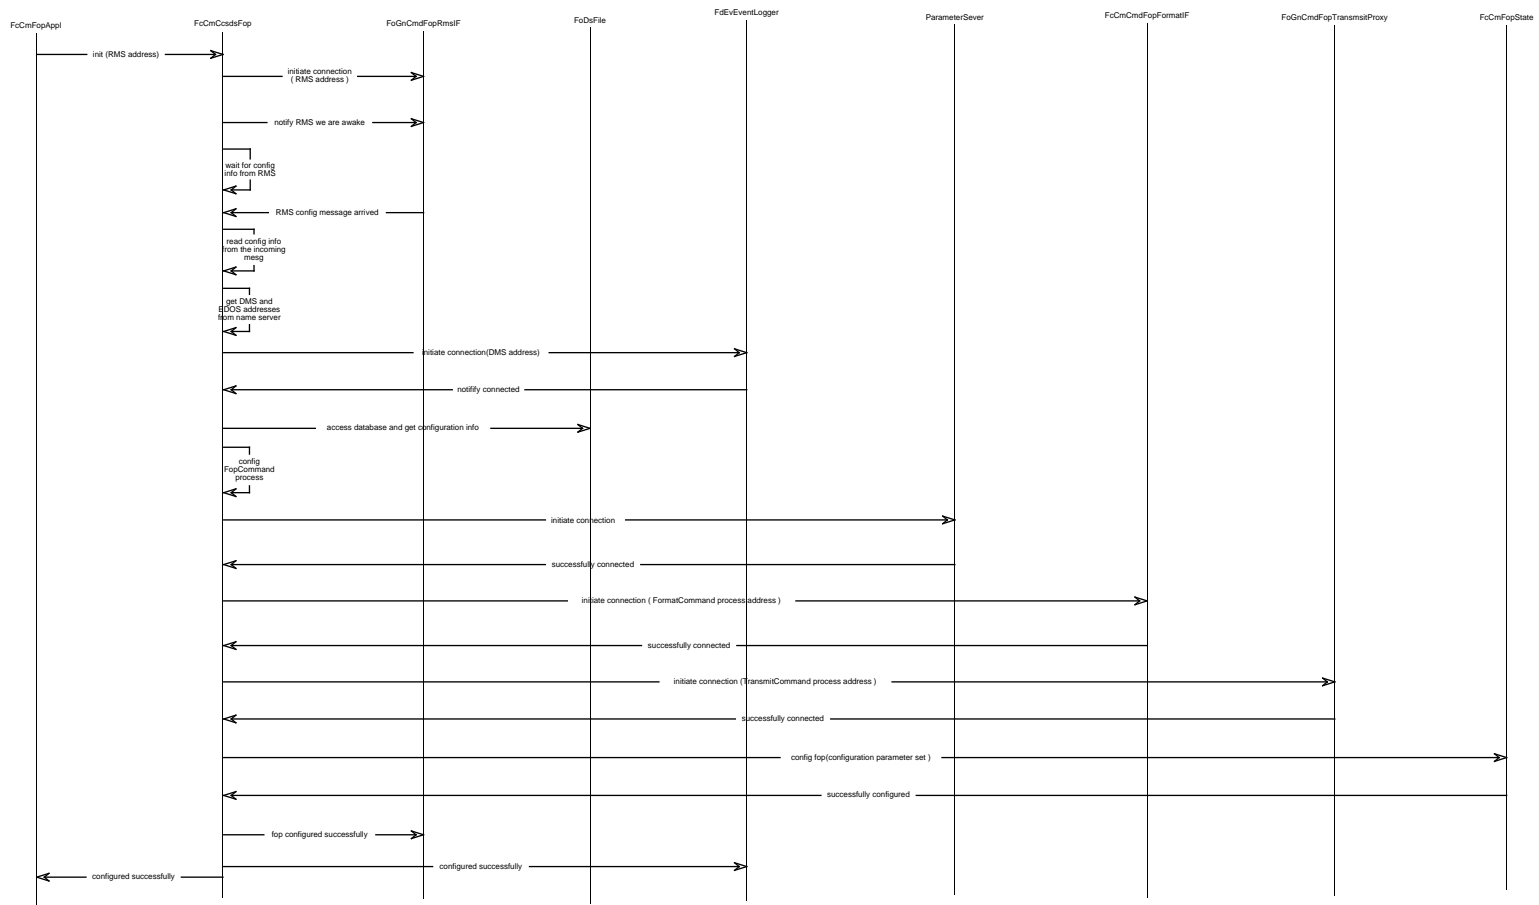 FcCmFopAppl
FcCmCcsdsFop
FoGnCmdFopRmsIF
FoDsFile
FdEvEventLogger
ParameterSever
FcCmCmdFopFormatIF
FoGnCmdFopTransmsitProxy
FcCmFopState
init (RMS address)
initiate connection
( RMS address )
notify RMS we are awake
wait for config
info from RMS
RMS config message arrived
read config info
from the incoming
mesg
get DMS and
EDOS addresses
from name server
initiate connection(DMS address)
notifify connected
access database and get configuration info
config
FopCommand
process
initiate connection
successfully connected
initiate connection ( FormatCommand process address )
successfully connected
initiate connection (TransmitCommand process address )
successfully connected
config fop(configuration parameter set )
successfully configured
fop configured successfully
configured successfully
configured successfully